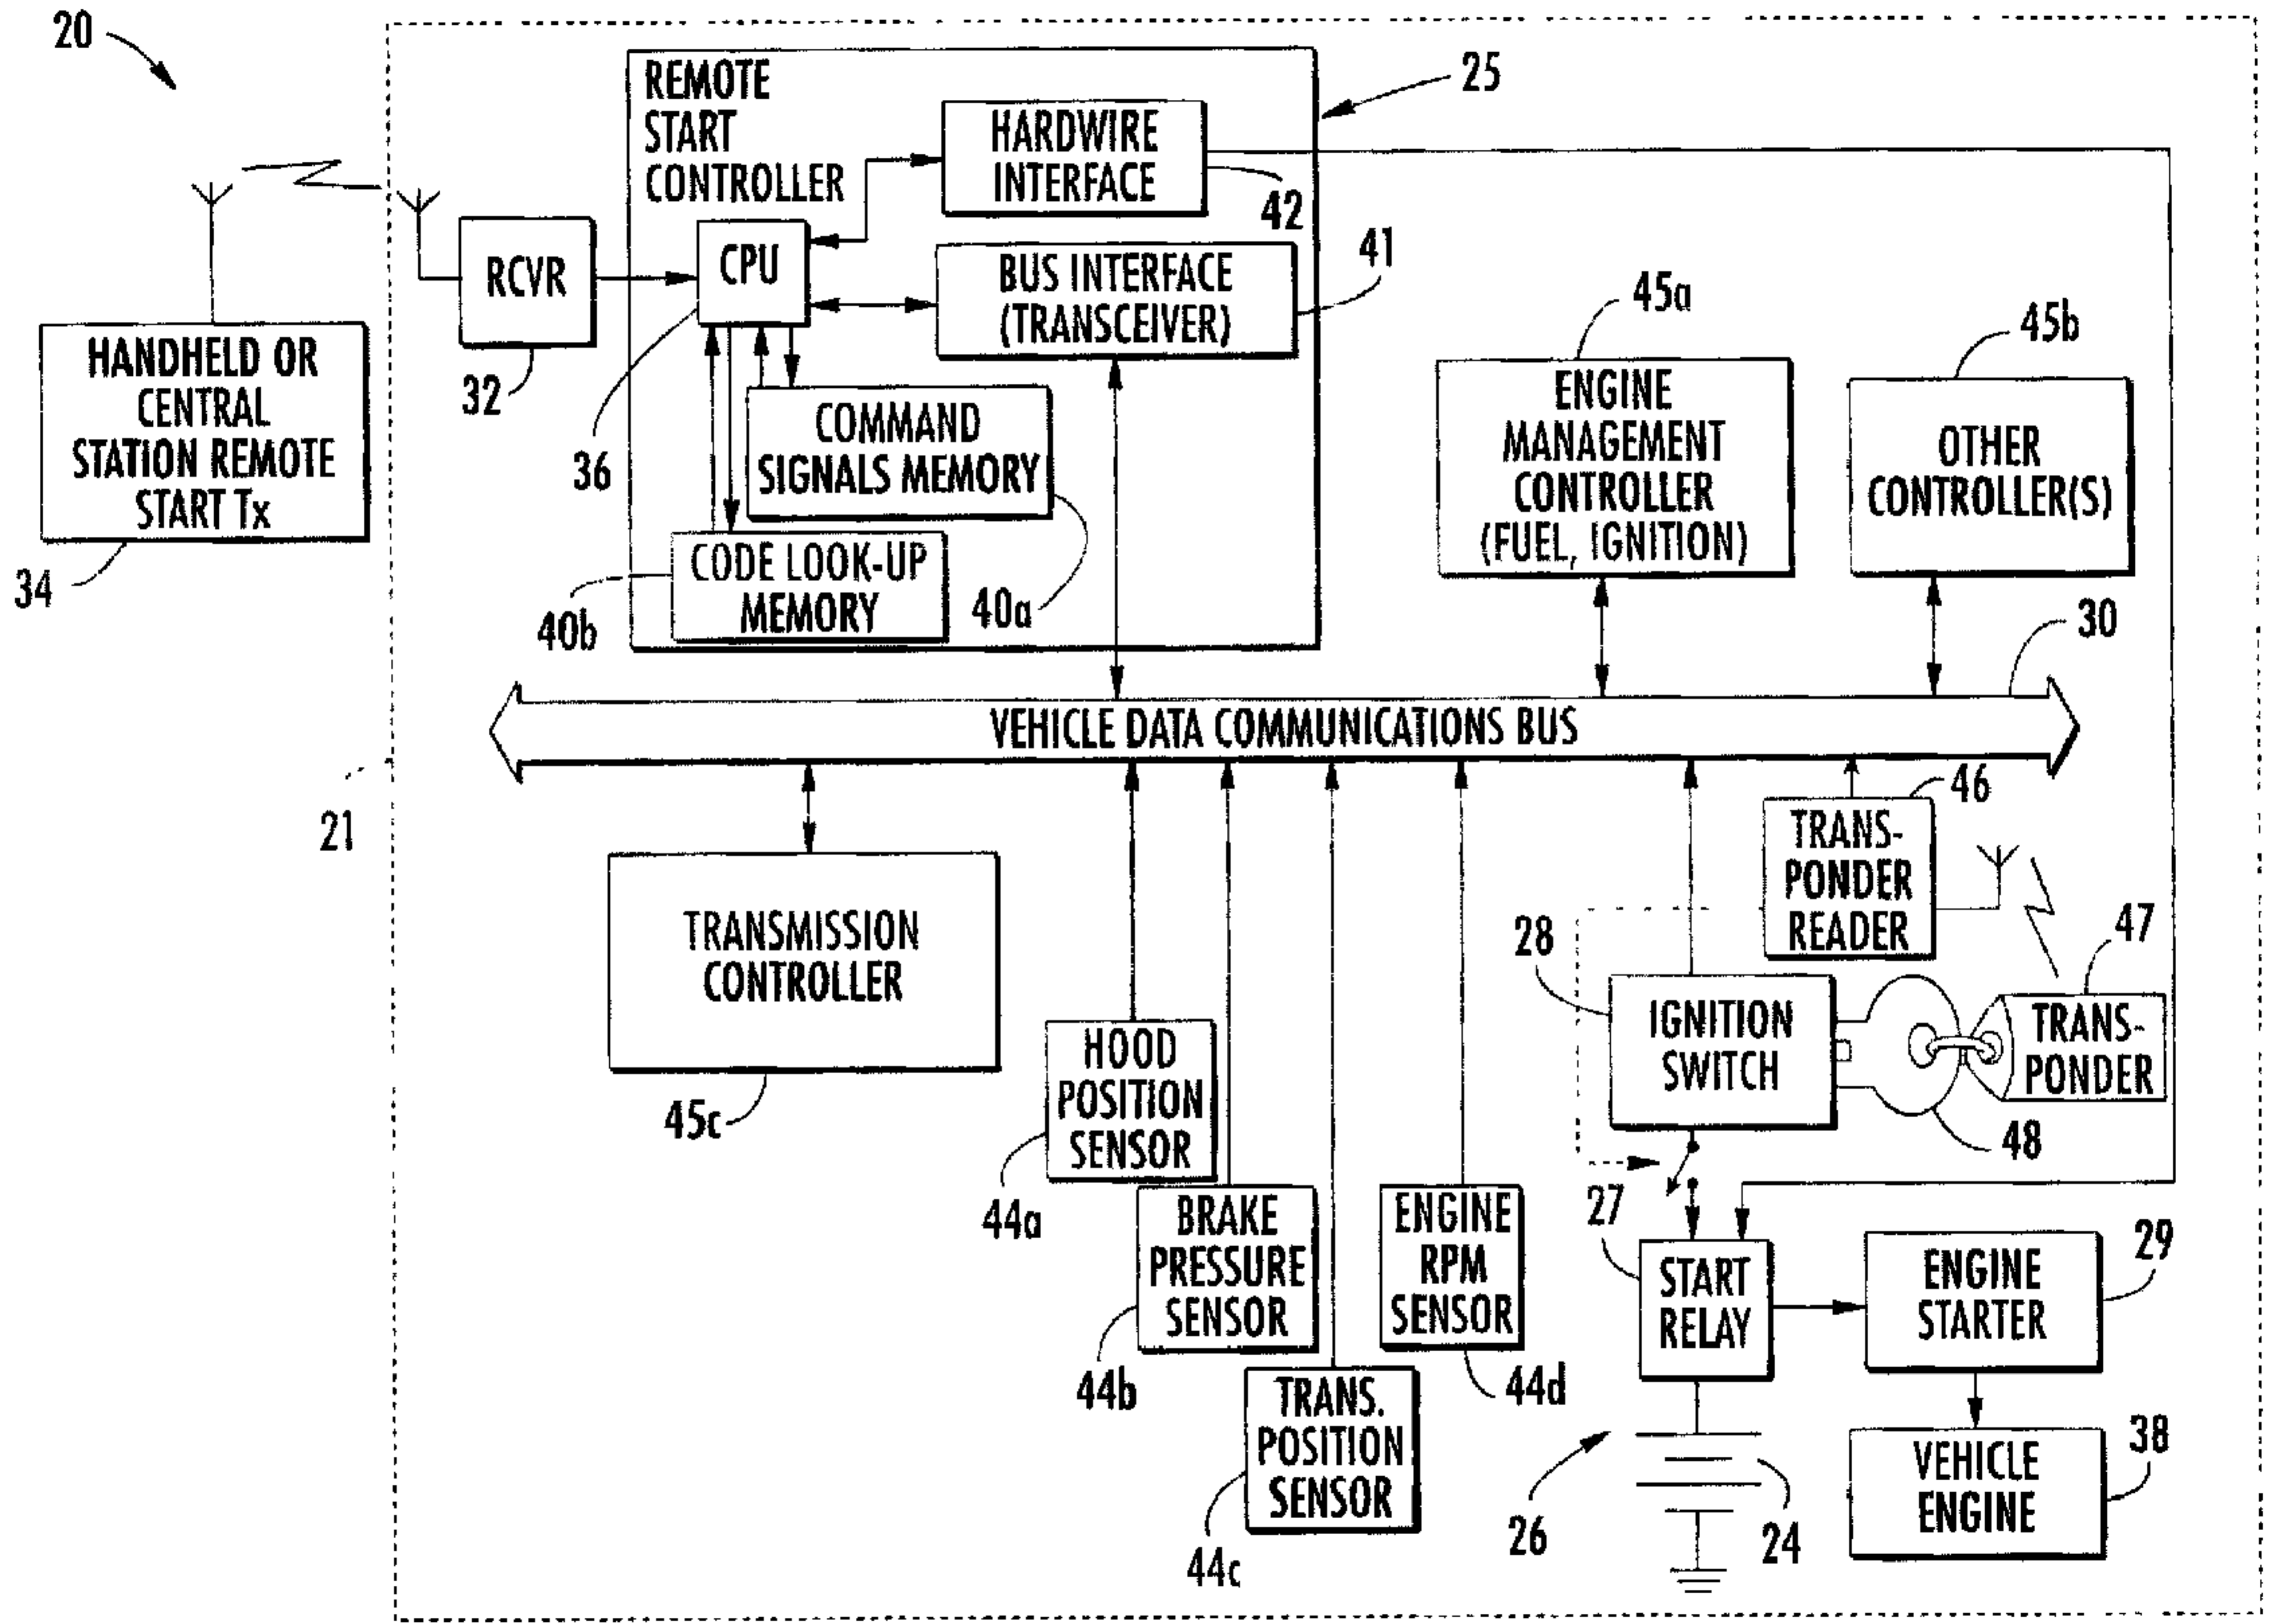 20
REMOTE
START
CONTROLLER
25
HARDWIRE
INTERFACE
42
CPU
36
RCVR
32
BUS INTERFACE
(TRANSCEIVER)
41
HANDHELD OR
CENTRAL
STATION REMOTE
START Tx
34
COMMAND
SIGNALS MEMORY
40a
CODE LOOK-UP
MEMORY
40b
45a
ENGINE
MANAGEMENT
CONTROLLER
(FUEL, IGNITION)
45b
OTHER
CONTROLLER(S)
30
VEHICLE DATA COMMUNICATIONS BUS
21
TRANSMISSION
CONTROLLER
45c
HOOD
POSITION
SENSOR
44a
BRAKE
PRESSURE
SENSOR
44b
TRANS.
POSITION
SENSOR
44c
ENGINE
RPM
SENSOR
44d
46
TRANS-
PONDER
READER
28
IGNITION
SWITCH
47
TRANS-
PONDER
48
27
START
RELAY
29
ENGINE
STARTER
38
VEHICLE
ENGINE
26
24